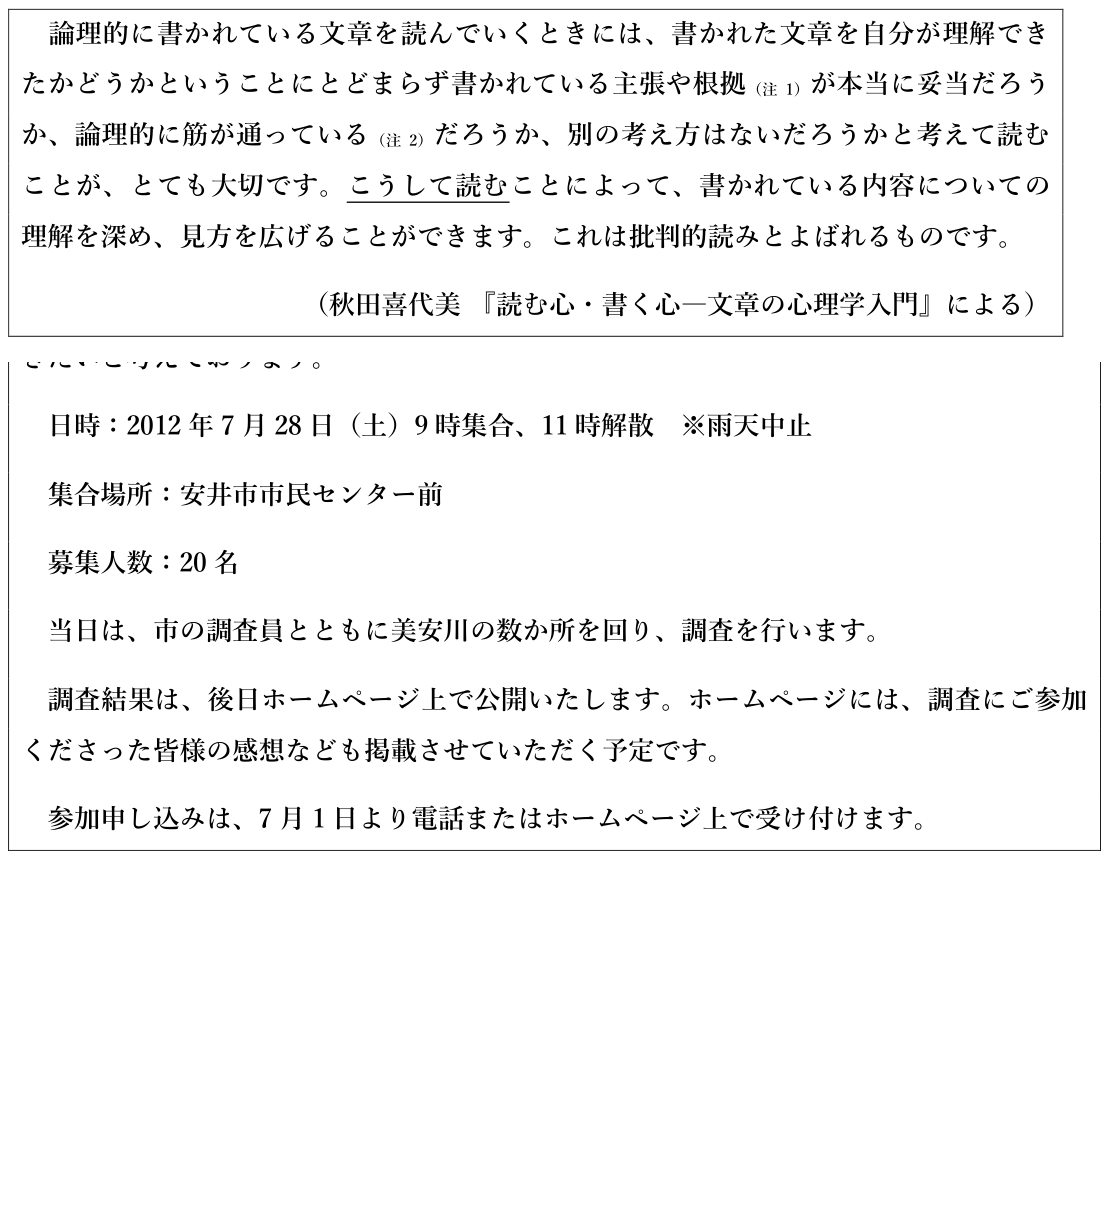 論理的に書かれている文章を読んでいくときには、書かれた文章を自分が理解でき
たかどうかということにとどまらず書かれている主張や根拠（注 1）が本当に妥当だろう
か、論理的に筋が通っている（注 2）だろうか、別の考え方はないだろうかと考えて読む
ことが、とても大切です。こうして読むことによって、書かれている内容についての
理解を深め、見方を広げることができます。これは批判的読みとよばれるものです。
（秋田喜代美 『読む心・書く心―文章の心理学入門』による）
日時：2012 年 7 月 28 日（土）9 時集合、11 時解散　※雨天中止
集合場所：安井市市民センター前
募集人数：20 名
当日は、市の調査員とともに美安川の数か所を回り、調査を行います。
調査結果は、後日ホームページ上で公開いたします。ホームページには、調査にご参加
くださった皆様の感想なども掲載させていただく予定です。
参加申し込みは、7 月 1 日より電話またはホームページ上で受け付けます。